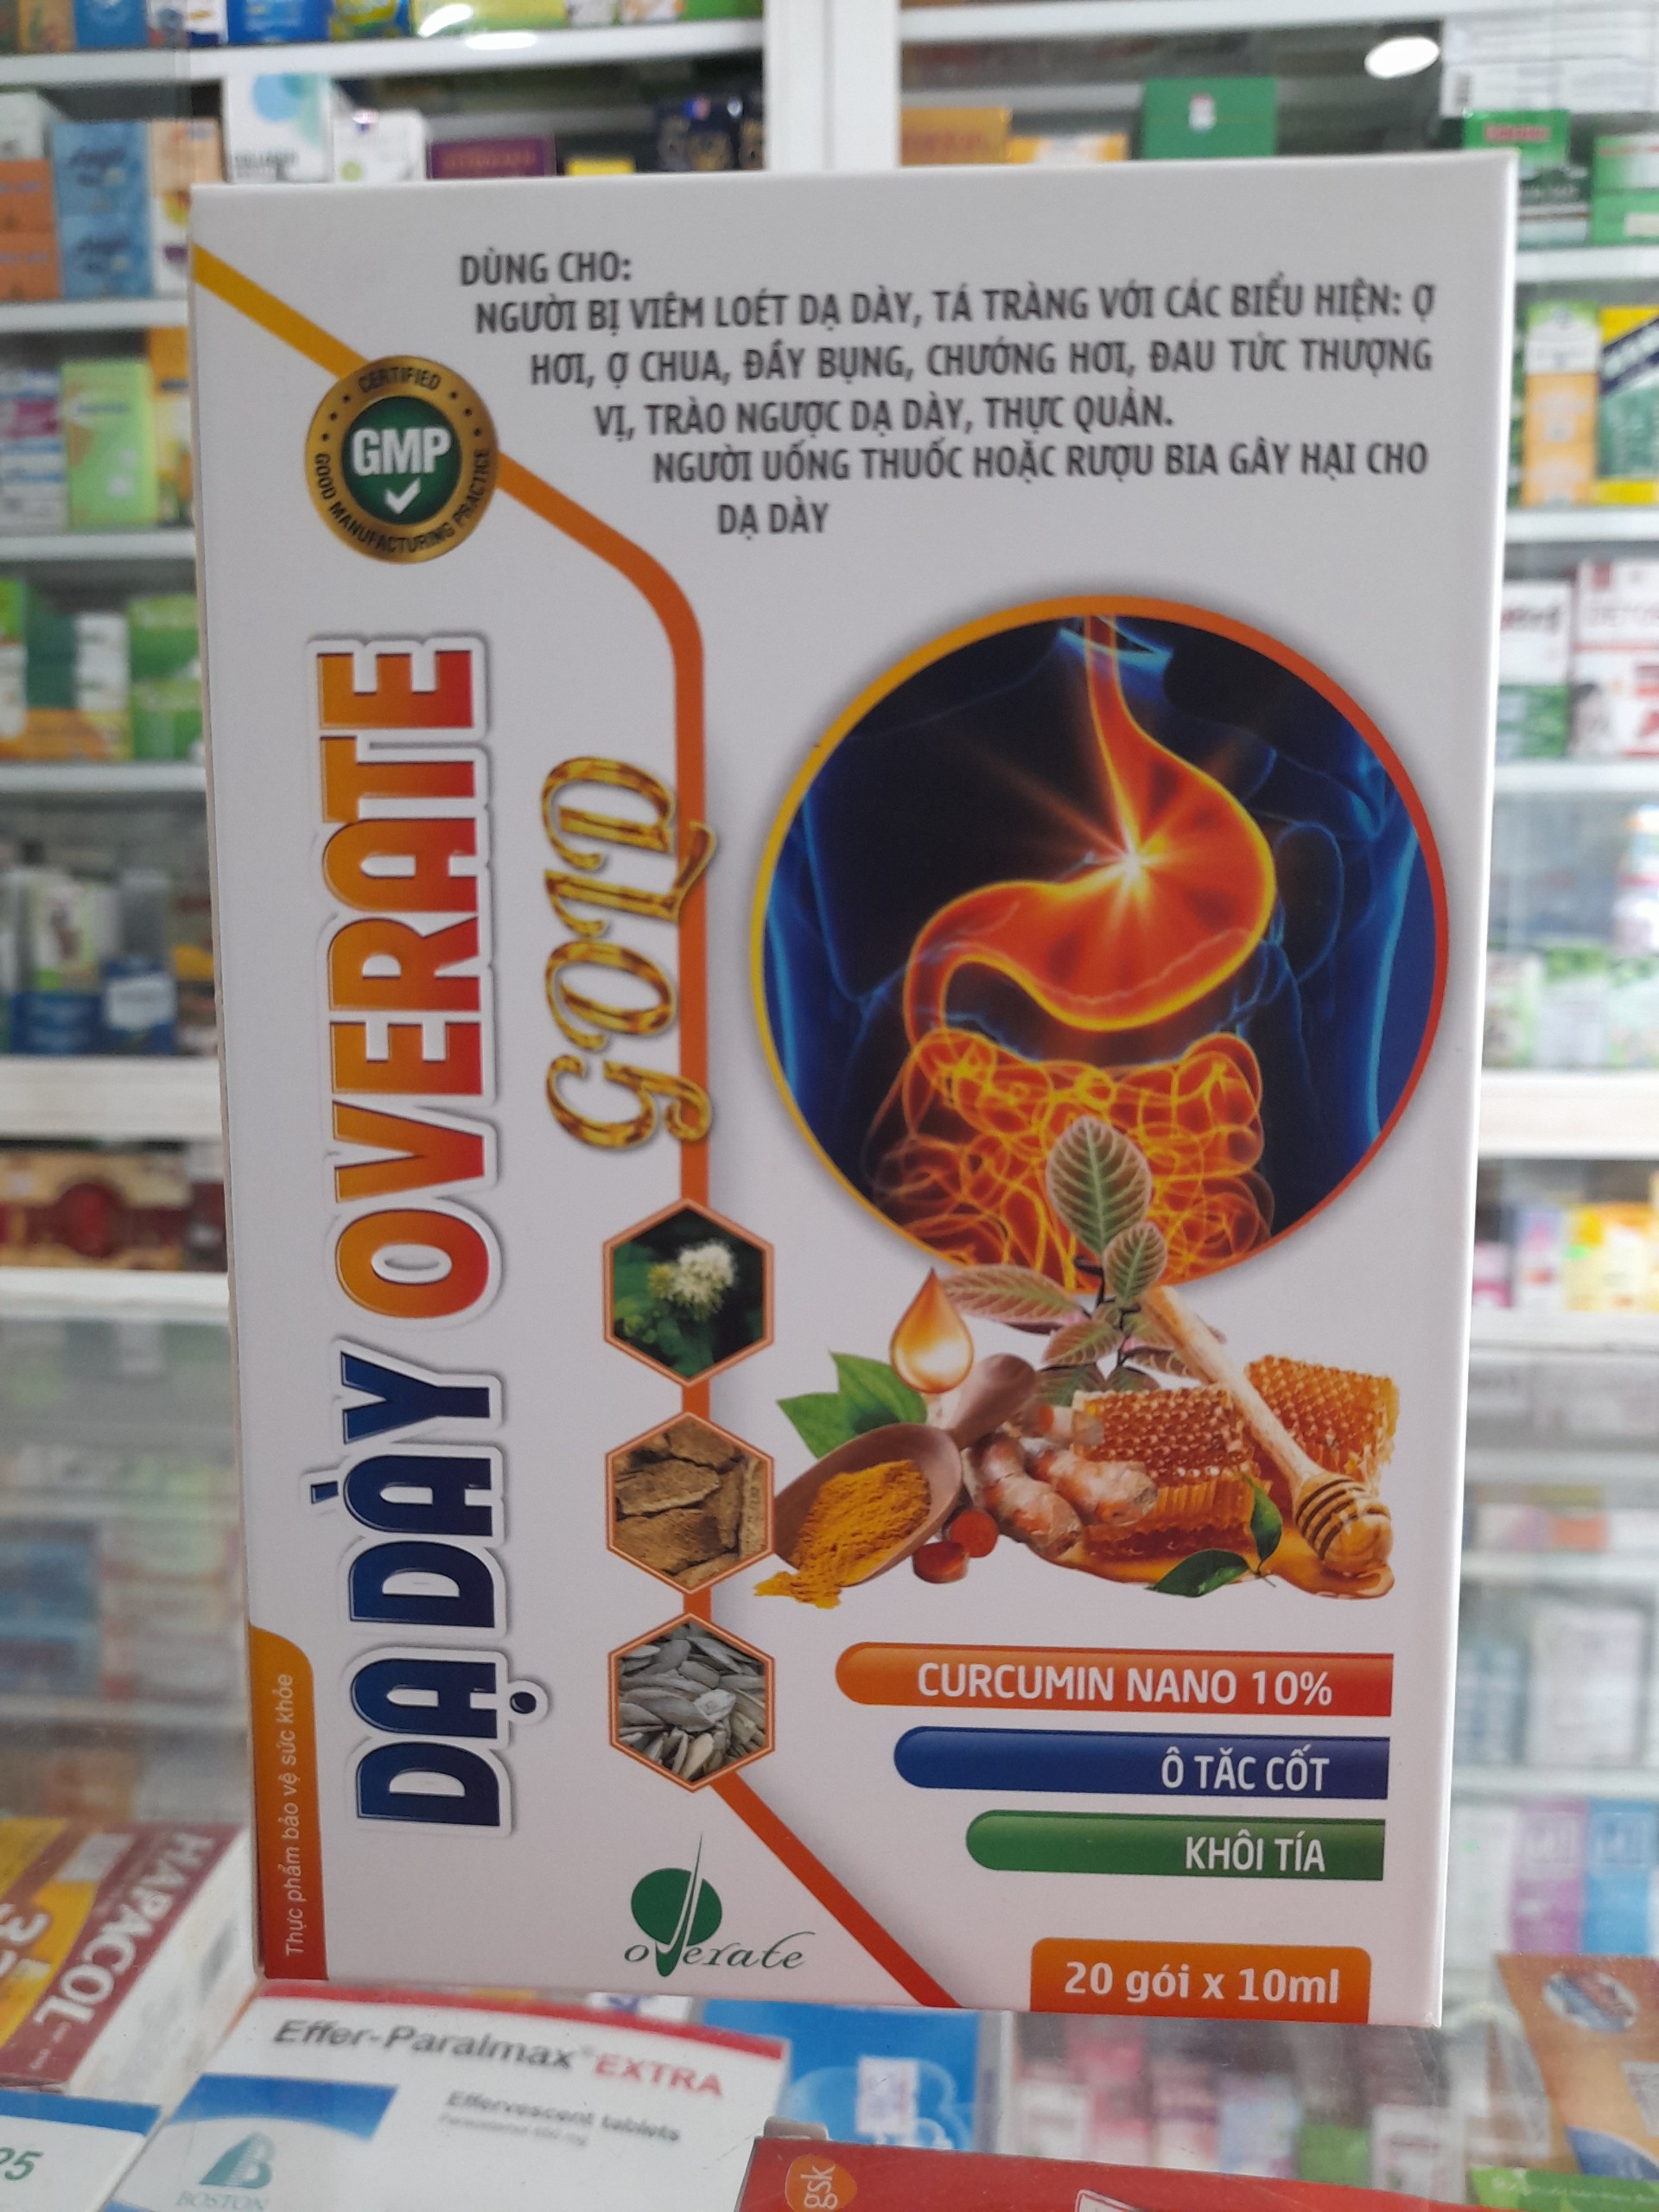 DÙNG CHO:
NGƯỜI BỊ VIÊM LOÉT DẠ DÀY, TÁ TRÀNG VỚI CÁC BIỂU HIỆN: Ợ
HƠI, Ợ CHUA, ĐẦY BỤNG, CHƯỚNG HƠI, ĐAU TỨC THƯỢNG
VỊ, TRÀO NGƯỢC DẠ DÀY, THỰC QUẢN.
NGƯỜI UỐNG THUỐC HOẶC RƯỢU BIA GÂY HẠI CHO
DẠ DÀY
CERTIFIED
GMP
GOOD MANUFACTURING PRACTICE
DẠ DÀY OVERATE
GOLD
Thực phẩm bảo vệ sức khỏe
CURCUMIN NANO 10%
Ô TẶC CỐT
KHÔI TÍA
overate
20 gói x 10ml
HAPACOL
Effer-Paralmax EXTRA
Effervescent tablets
BOSTON
gsk
25